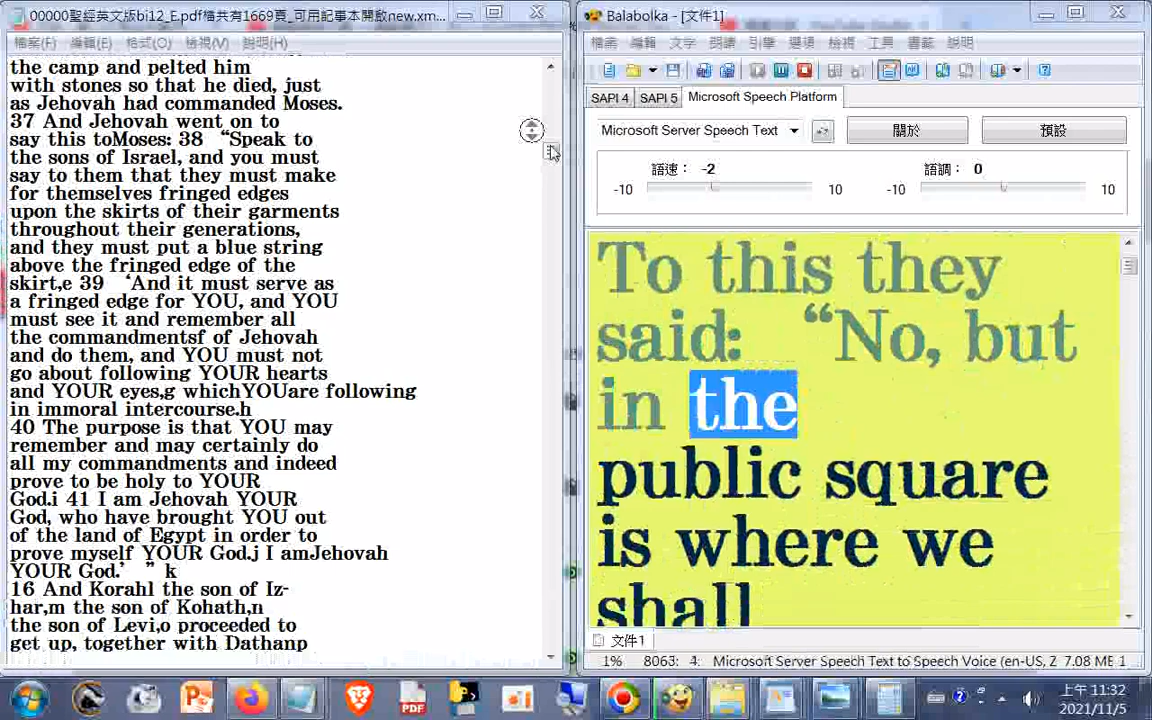 00000聖經英文版bi12_E.pdf檔共有1669頁_可用記事本開啟new.xm...
檔案(F) 編輯(E) 格式(O) 檢視(V) 說明(H)
the camp and pelted him
with stones so that he died, just
as Jehovah had commanded Moses.
37 And Jehovah went on to
say this toMoses: 38 “Speak to
the sons of Israel, and you must
say to them that they must make
for themselves fringed edges
upon the skirts of their garments
throughout their generations,
and they must put a blue string
above the fringed edge of the
skirt,e 39 ‘And it must serve as
a fringed edge for YOU, and YOU
must see it and remember all
the commandmentsf of Jehovah
and do them, and YOU must not
go about following YOUR hearts
and YOUR eyes,g whichYOUare following
in immoral intercourse.h
40 The purpose is that YOU may
remember and may certainly do
all my commandments and indeed
prove to be holy to YOUR
God.i 41 I am Jehovah YOUR
God, who have brought YOU out
of the land of Egypt in order to
prove myself YOUR God.j I amJehovah
YOUR God.’ ” k
16 And Korahl the son of Iz-
har,m the son of Kohath,n
the son of Levi,o proceeded to
get up, together with Dathanp
Balabolka - [文件1]
檔案 編輯 文字 朗讀 引擎 選項 檢視 工具 書籤 說明
SAPI 4 SAPI 5 Microsoft Speech Platform
Microsoft Server Speech Text 關於 預設
語速： -2 語調： 0
-10 10 -10 10
To this they
said: “No, but
in the
public square
is where we
shall
文件1
1% 8063: 4: Microsoft Server Speech Text to Speech Voice (en-US, Z 7.08 ME 1
PDF
上午 11:32
2021/11/5